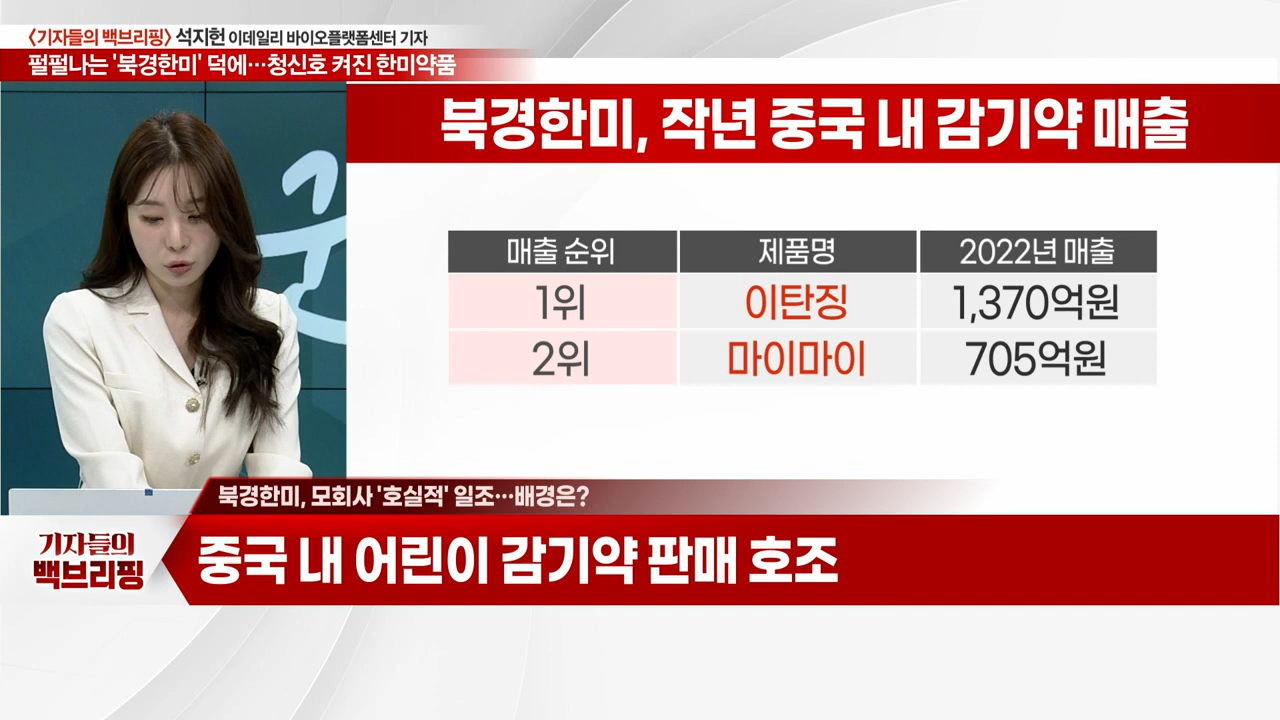 〈기자들의 백브리핑〉 석지헌 이데일리 바이오플랫폼센터 기자
펄펄나는 '북경한미' 덕에…청신호 켜진 한미약품
북경한미, 작년 중국 내 감기약 매출
매출 순위 제품명 2022년 매출
1위 이탄징 1,370억원
2위 마이마이 705억원
북경한미, 모회사 '호실적' 일조…배경은?
기자들의
백브리핑
중국 내 어린이 감기약 판매 호조